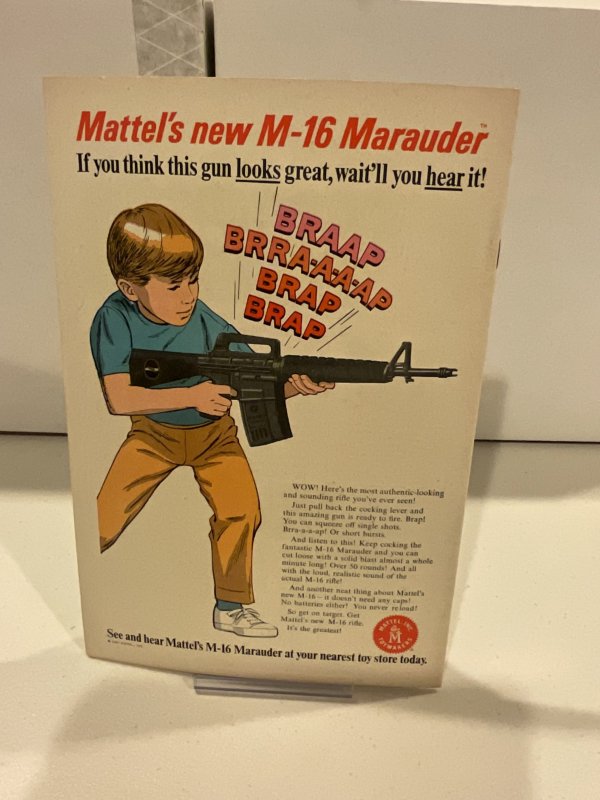 Mattel's new M-16 Marauder™
If you think this gun looks great, wait'll you hear it!
BRAAP
BRRA-A-A-AP
BRAP
BRAP
WOW! Here's the most authentic-looking
and sounding rifle you've ever seen!
Just pull back the cocking lever and
this amazing gun is ready to fire. Brap!
You can squeeze off single shots.
Brra-a-a-ap! Or short bursts.
And listen to this! Keep cocking the
fantastic M-16 Marauder and you can
cut loose with a solid blast almost a whole
minute long! Over 50 rounds! And all
with the loud, realistic sound of the
actual M-16 rifle!
And another neat thing about Mattel's
new M-16 – it doesn't need any caps!
No batteries either! You never reload!
So get on target. Get
Mattel's new M-16 rifle.
It's the greatest!
MATTEL, INC.
M
TOYMAKERS
See and hear Mattel's M-16 Marauder at your nearest toy store today.